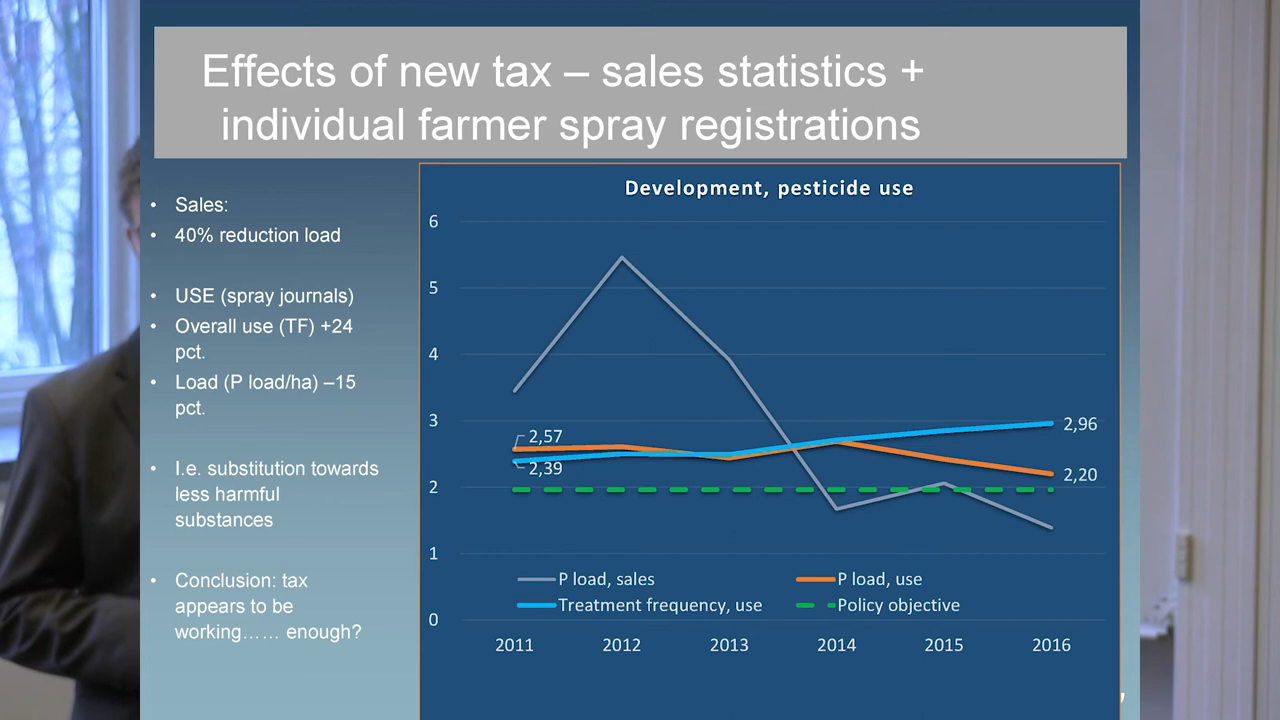 Effects of new tax – sales statistics +
individual farmer spray registrations
• Sales:
• 40% reduction load
• USE (spray journals)
• Overall use (TF) +24
pct.
• Load (P load/ha) –15
pct.
• I.e. substitution towards
less harmful
substances
• Conclusion: tax
appears to be
working…… enough?
Development, pesticide use
6
5
4
3
2
1
0
2,57
2,39
2,96
2,20
P load, sales
P load, use
Treatment frequency, use
Policy objective
2011 2012 2013 2014 2015 2016